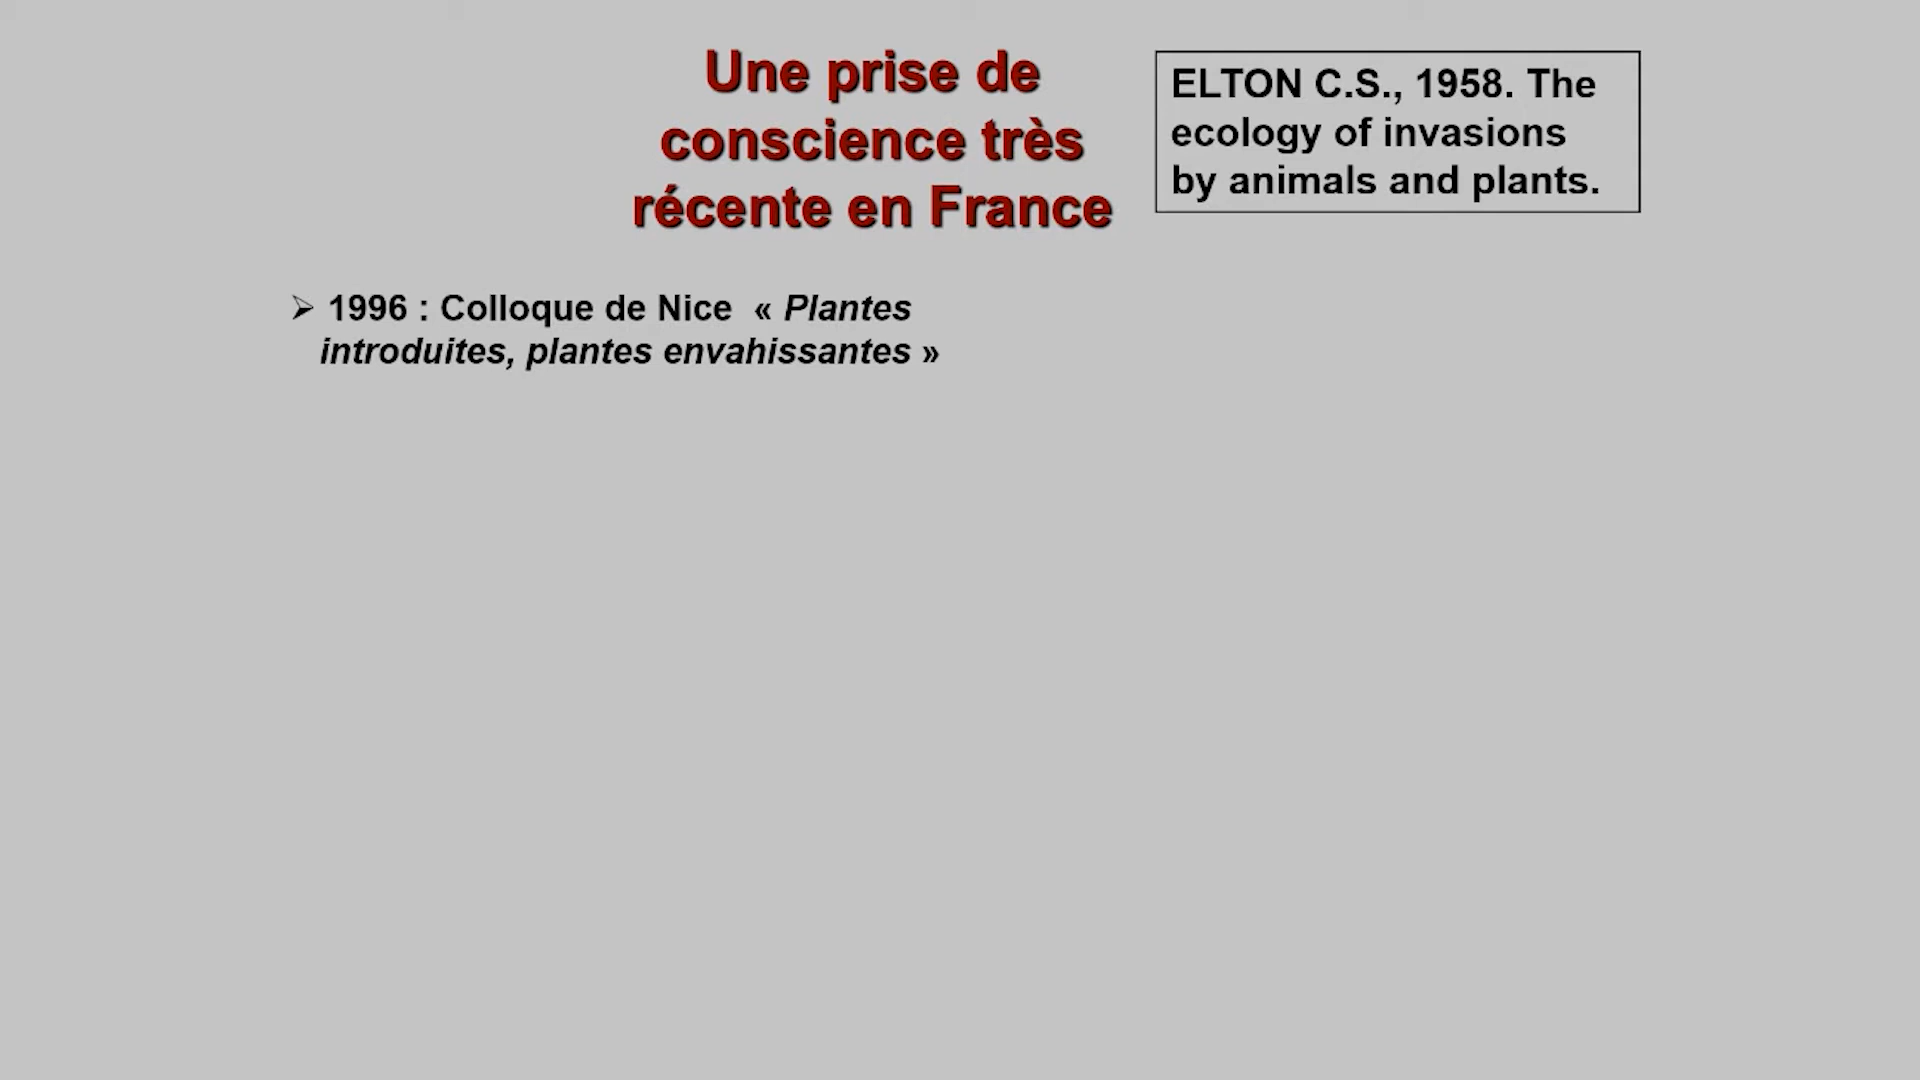 Une prise de
conscience très
récente en France
ELTON C.S., 1958. The
ecology of invasions
by animals and plants.
➢ 1996 : Colloque de Nice « Plantes
introduites, plantes envahissantes »